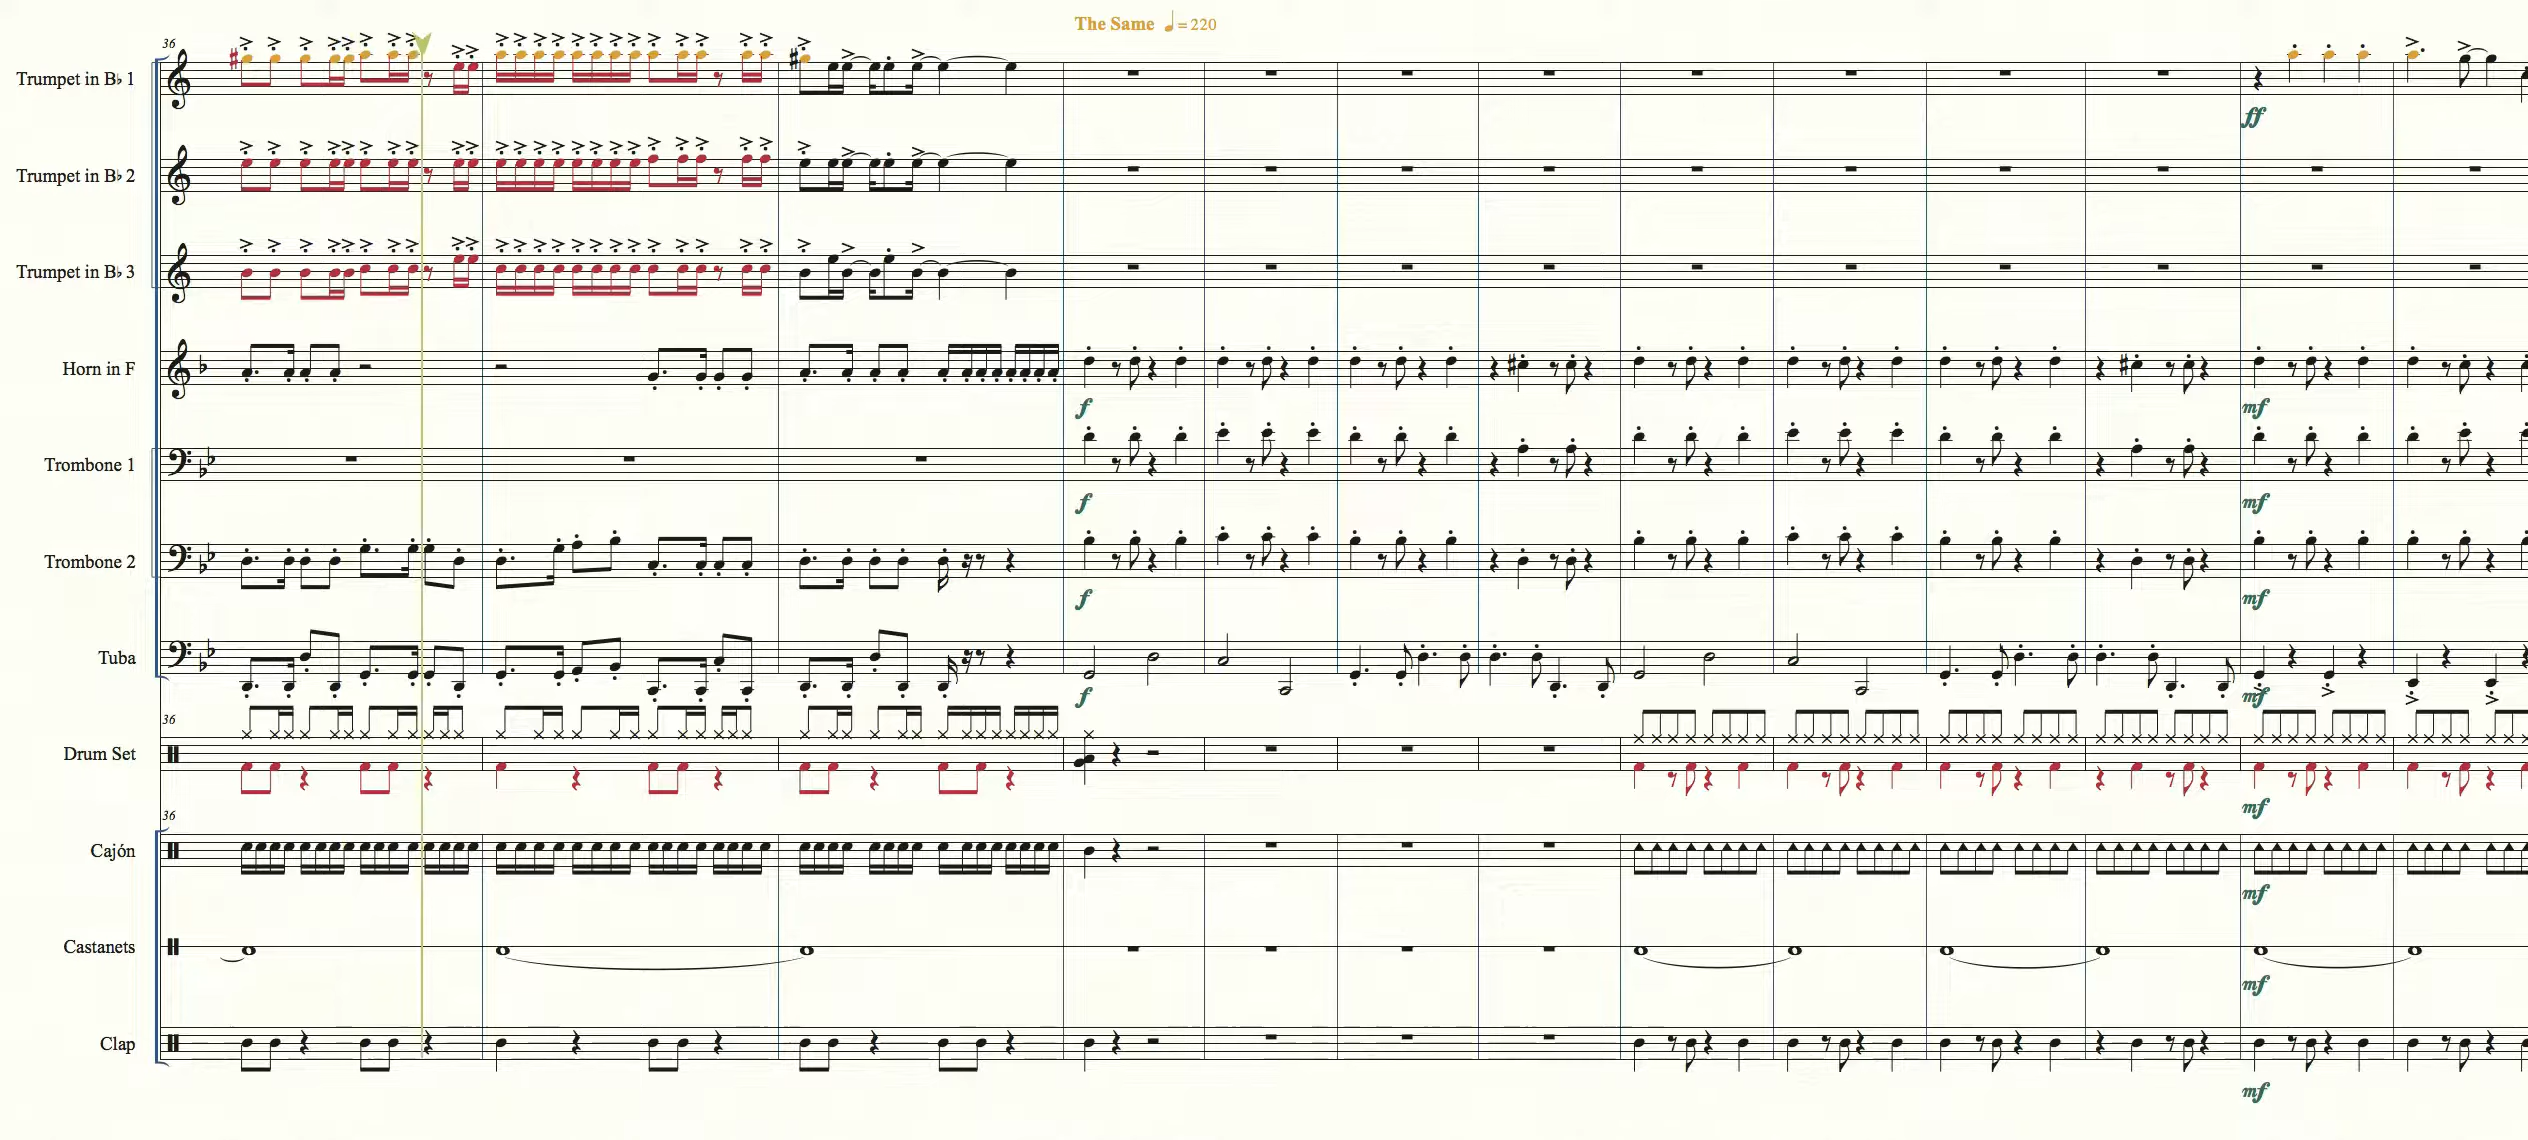 The Same ♩ = 220
36
Trumpet in B♭ 1
ff
Trumpet in B♭ 2
Trumpet in B♭ 3
Horn in F
f mf
Trombone 1
f mf
Trombone 2
f mf
Tuba
f mf
36
Drum Set
mf
36
Cajón
mf
Castanets
mf
Clap
mf